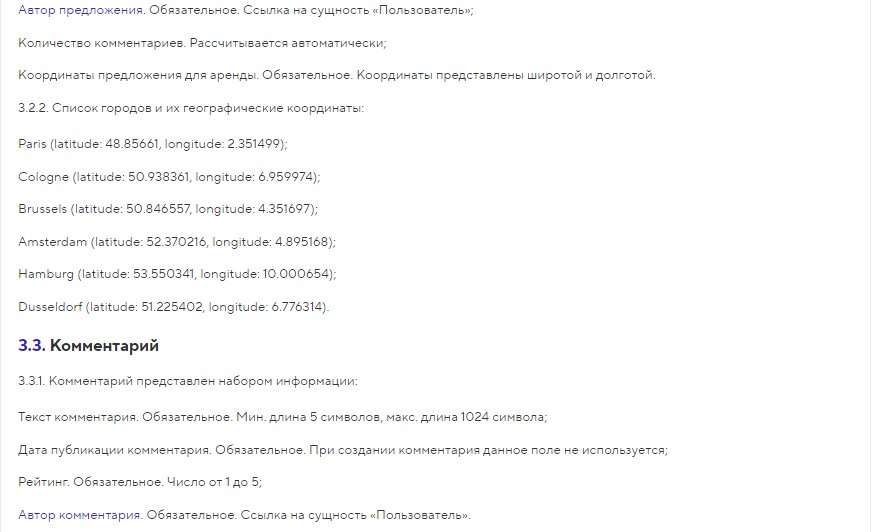 Автор предложения. Обязательное. Ссылка на сущность «Пользователь»;
Количество комментариев. Рассчитывается автоматически;
Координаты предложения для аренды. Обязательное. Координаты представлены широтой и долготой.
3.2.2. Список городов и их географические координаты:
Paris (latitude: 48.85661, longitude: 2.351499);
Cologne (latitude: 50.938361, longitude: 6.959974);
Brussels (latitude: 50.846557, longitude: 4.351697);
Amsterdam (latitude: 52.370216, longitude: 4.895168);
Hamburg (latitude: 53.550341, longitude: 10.000654);
Dusseldorf (latitude: 51.225402, longitude: 6.776314).
3.3. Комментарий
3.3.1. Комментарий представлен набором информации:
Текст комментария. Обязательное. Мин. длина 5 символов, макс. длина 1024 символа;
Дата публикации комментария. Обязательное. При создании комментария данное поле не используется;
Рейтинг. Обязательное. Число от 1 до 5;
Автор комментария. Обязательное. Ссылка на сущность «Пользователь».